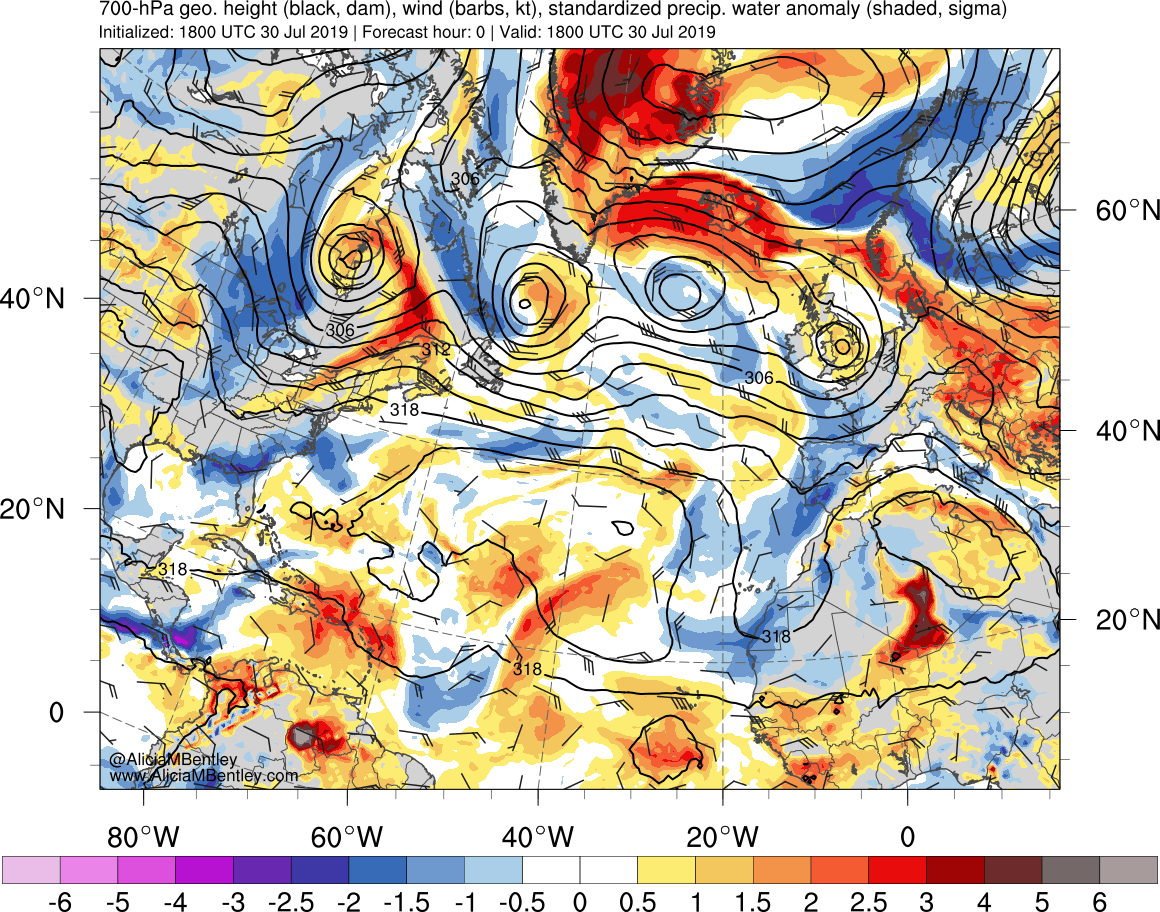 700-hPa geo. height (black, dam), wind (barbs, kt), standardized precip. water anomaly (shaded, sigma)
Initialized: 1800 UTC 30 Jul 2019 | Forecast hour: 0 | Valid: 1800 UTC 30 Jul 2019
306
60°N
40°N
306
312
306
318
40°N
20°N
318
20°N
318
318
0
@AliciaMBentley
www.AliciaMBentley.com
80°W 60°W 40°W 20°W 0
-6 -5 -4 -3 -2.5 -2 -1.5 -1 -0.5 0 0.5 1 1.5 2 2.5 3 4 5 6